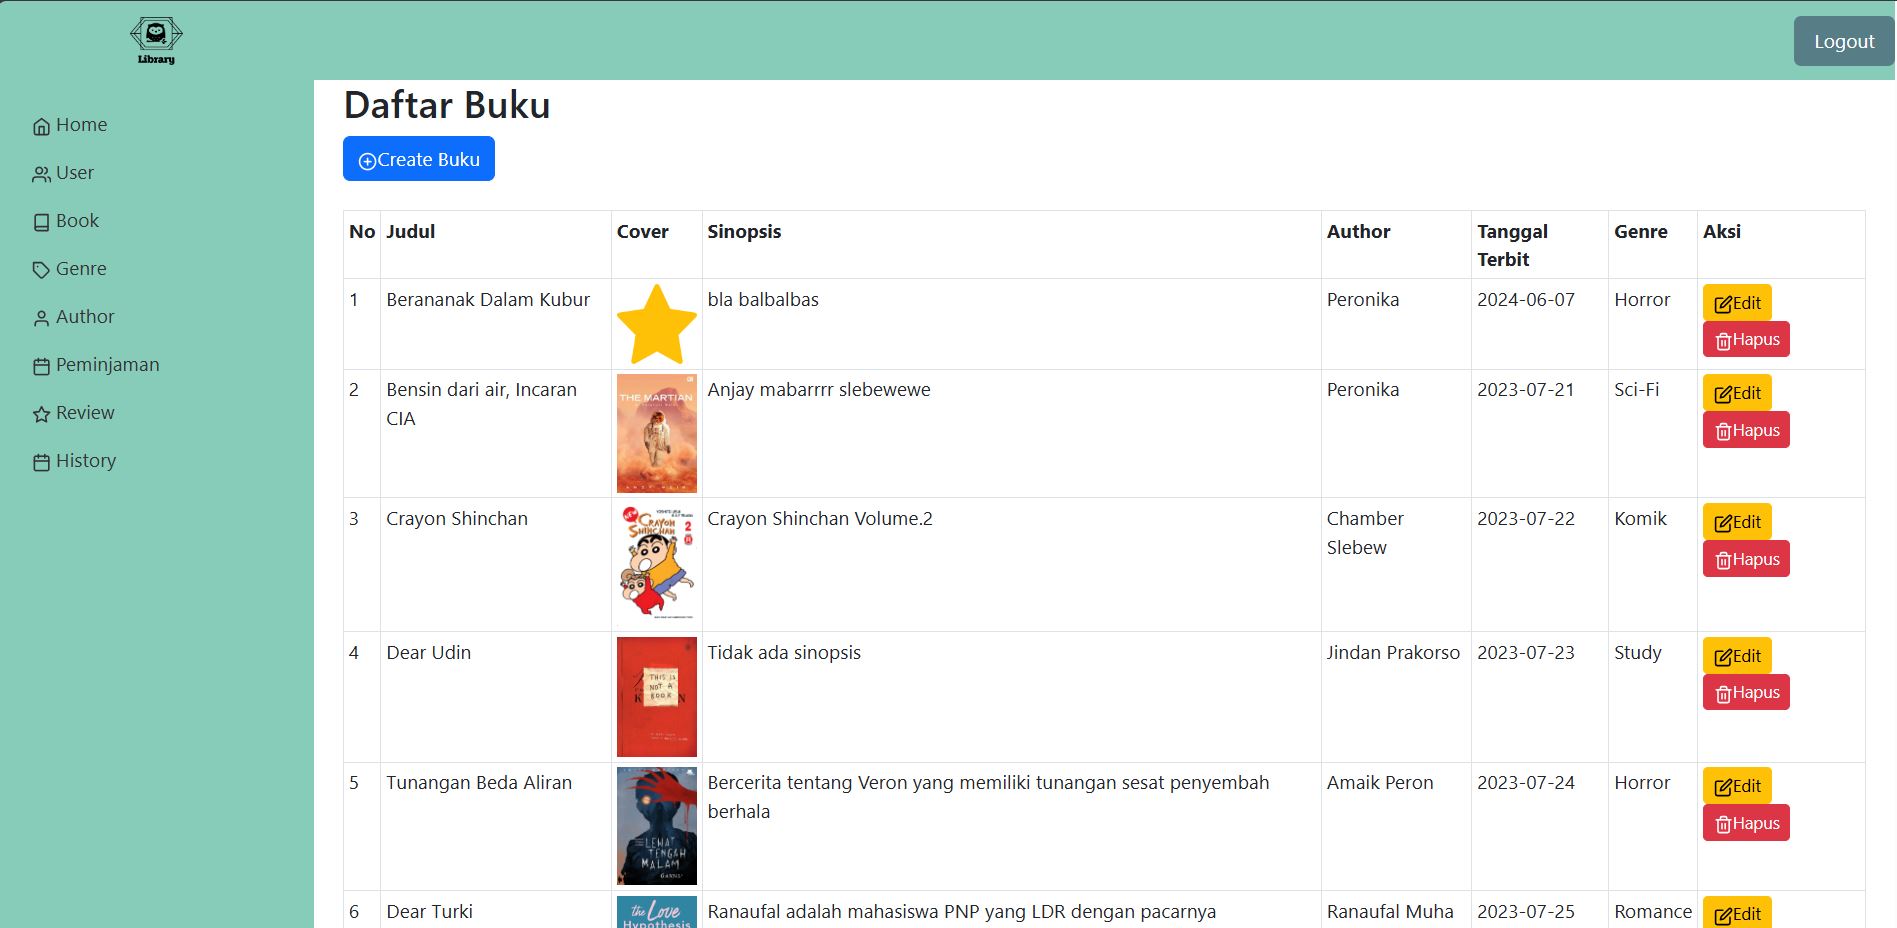 Library
Logout
Home
User
Book
Genre
Author
Peminjaman
Review
History
Daftar Buku
Create Buku
No Judul Cover Sinopsis Author Tanggal Terbit Genre Aksi
1 Berananak Dalam Kubur bla balbalbas Peronika 2024-06-07 Horror Edit
Hapus
2 Bensin dari air, Incaran CIA THE MARTIAN Anjay mabarrrr slebewewe Peronika 2023-07-21 Sci-Fi Edit
Hapus
3 Crayon Shinchan NEW CRAYON SHINCHAN 2 Crayon Shinchan Volume.2 Chamber Slebew 2023-07-22 Komik Edit
Hapus
4 Dear Udin THIS IS NOT A BOOK Tidak ada sinopsis Jindan Prakorso 2023-07-23 Study Edit
Hapus
5 Tunangan Beda Aliran LEWAT TENGAH MALAM Bercerita tentang Veron yang memiliki tunangan sesat penyembah berhala Amaik Peron 2023-07-24 Horror Edit
Hapus
6 Dear Turki the Love Hypothesis Ranaufal adalah mahasiswa PNP yang LDR dengan pacarnya Ranaufal Muha 2023-07-25 Romance Edit